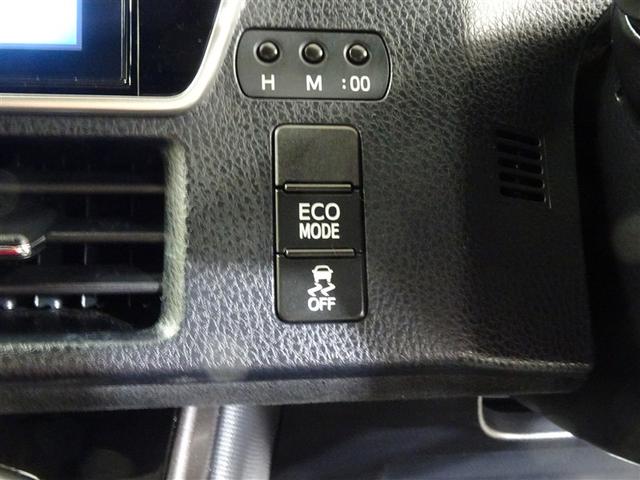 H M :00
ECO
MODE
OFF